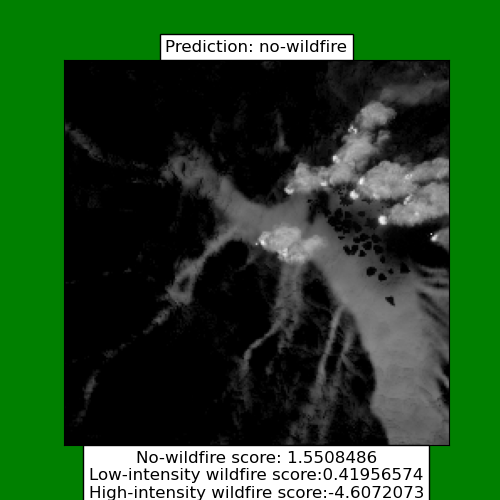 Prediction: no-wildfire
No-wildfire score: 1.5508486
Low-intensity wildfire score:0.41956574
High-intensity wildfire score:-4.6072073